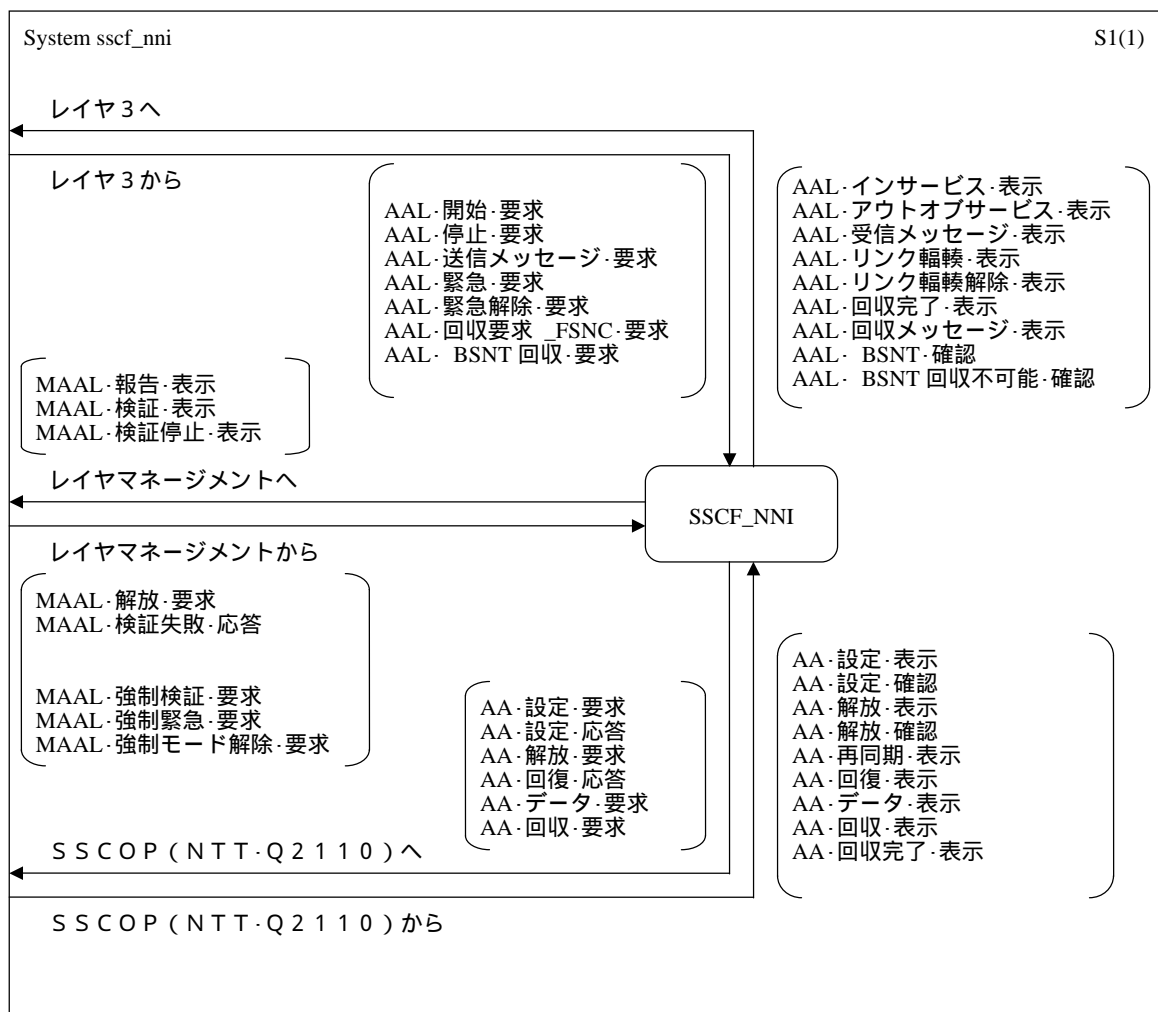 System sscf_nni
S1(1)
レイヤ3へ
レイヤ3から
AAL·開始·要求
AAL·停止·要求
AAL·送信メッセージ·要求
AAL·緊急·要求
AAL·緊急解除·要求
AAL·回収要求 _FSNC·要求
AAL· BSNT 回収·要求
AAL·インサービス·表示
AAL·アウトオブサービス·表示
AAL·受信メッセージ·表示
AAL·リンク輻輳·表示
AAL·リンク輻輳解除·表示
AAL·回収完了·表示
AAL·回収メッセージ·表示
AAL· BSNT·確認
AAL· BSNT 回収不可能·確認
MAAL·報告·表示
MAAL·検証·表示
MAAL·検証停止·表示
レイヤマネージメントへ
SSCF_NNI
レイヤマネージメントから
MAAL·解放·要求
MAAL·検証失敗·応答
MAAL·強制検証·要求
MAAL·強制緊急·要求
MAAL·強制モード解除·要求
AA·設定·要求
AA·設定·応答
AA·解放·要求
AA·回復·応答
AA·データ·要求
AA·回収·要求
AA·設定·表示
AA·設定·確認
AA·解放·表示
AA·解放·確認
AA·再同期·表示
AA·回復·表示
AA·データ·表示
AA·回収·表示
AA·回収完了·表示
ＳＳＣＯＰ(ＮＴＴ·Ｑ２１１０)へ
ＳＳＣＯＰ(ＮＴＴ·Ｑ２１１０)から